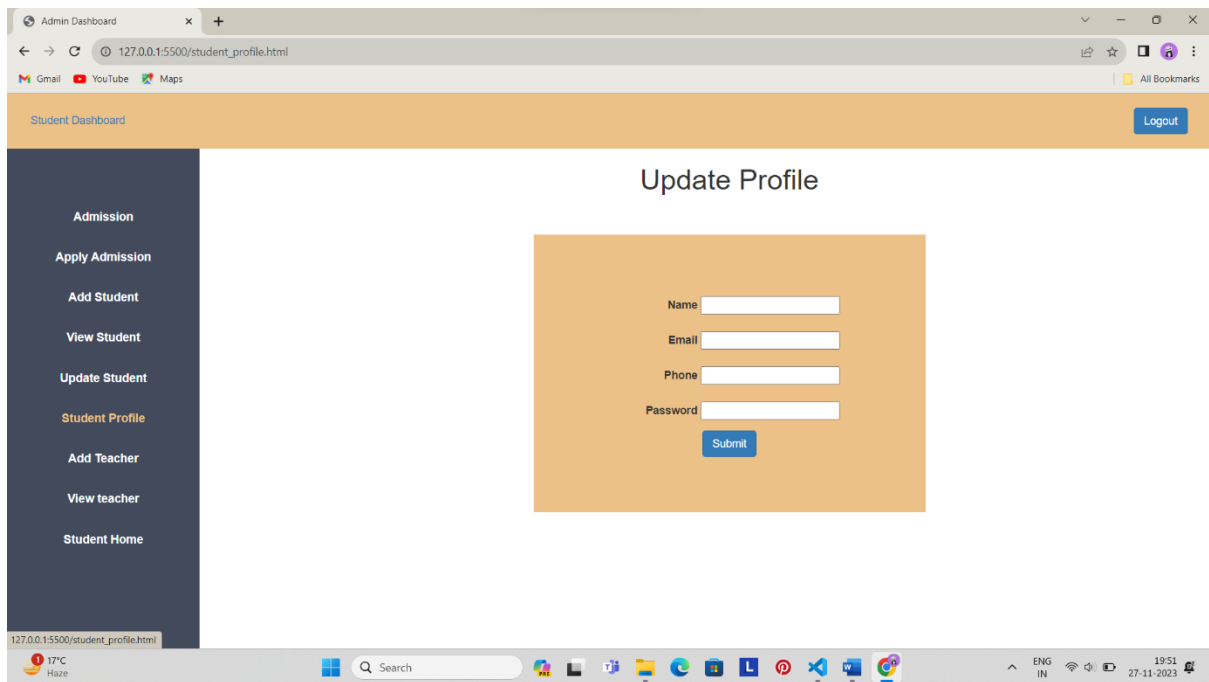 Admin Dashboard
127.0.0.1:5500/student_profile.html
Gmail YouTube Maps All Bookmarks
Student Dashboard Logout
Update Profile
Admission
Apply Admission
Add Student
View Student
Update Student
Student Profile
Add Teacher
View teacher
Student Home
Name
Email
Phone
Password
Submit
127.0.0.1:5500/student_profile.html
1 17°C
Haze
Search
PRE
L
ENG
IN
19:51
27-11-2023